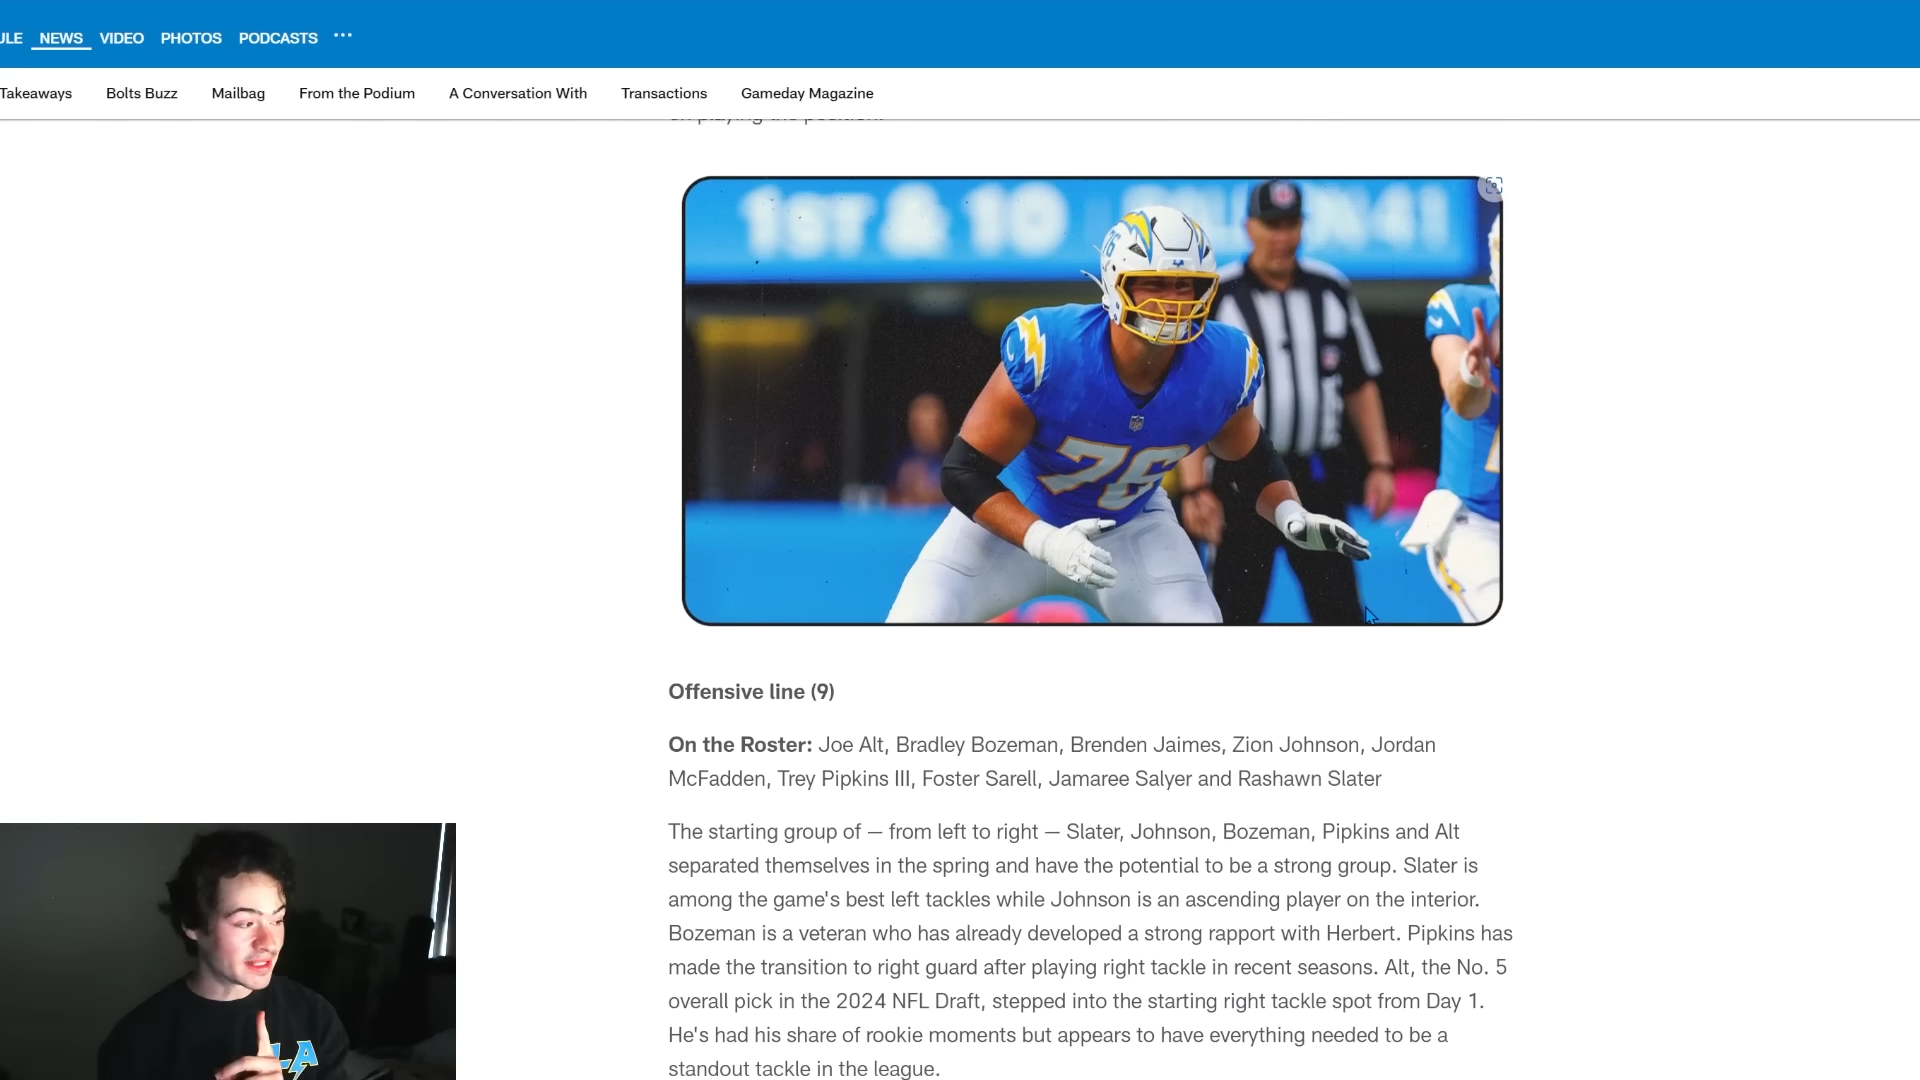 ULE NEWS VIDEO PHOTOS PODCASTS ...
Takeaways Bolts Buzz Mailbag From the Podium A Conversation With Transactions Gameday Magazine
on playing the position.
1ST & 10
76
76
Offensive line (9)
On the Roster: Joe Alt, Bradley Bozeman, Brenden Jaimes, Zion Johnson, Jordan
McFadden, Trey Pipkins III, Foster Sarell, Jamaree Salyer and Rashawn Slater
The starting group of — from left to right — Slater, Johnson, Bozeman, Pipkins and Alt
separated themselves in the spring and have the potential to be a strong group. Slater is
among the game's best left tackles while Johnson is an ascending player on the interior.
Bozeman is a veteran who has already developed a strong rapport with Herbert. Pipkins has
made the transition to right guard after playing right tackle in recent seasons. Alt, the No. 5
overall pick in the 2024 NFL Draft, stepped into the starting right tackle spot from Day 1.
He's had his share of rookie moments but appears to have everything needed to be a
standout tackle in the league.
LA